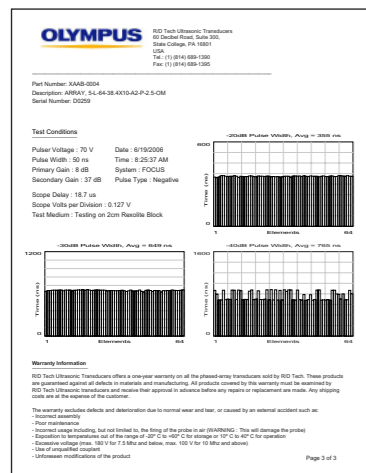 OLYMPUS
R/D Tech Ultrasonic Transducers
60 Decibel Road, Suite 300,
State College, PA 16801
USA
Tel.: (1) (814) 689-1390
Fax: (1) (814) 689-1395
Part Number: XAAB-0004
Description: ARRAY, 5-L-64-38.4X10-A2-P-2.5-OM
Serial Number: D0259
Test Conditions
Pulser Voltage : 70 V Date : 6/19/2006
Pulse Width : 50 ns Time : 8:25:37 AM
Primary Gain : 8 dB System : FOCUS
Secondary Gain : 37 dB Pulse Type : Negative
Scope Delay : 18.7 us
Scope Volts per Division : 0.127 V
Test Medium : Testing on 2cm Rexolite Block
-20dB Pulse Width, Avg = 355 ns
600
Time (ns)
0
1 Elements 64
-30dB Pulse Width, Avg = 649 ns
1200
Time (ns)
0
1 Elements 64
-40dB Pulse Width, Avg = 785 ns
1600
Time (ns)
0
1 Elements 64
Warranty Information
R/D Tech Ultrasonic Transducers offers a one-year warranty on all the phased-array transducers sold by R/D Tech. These products
are guaranteed against all defects in materials and manufacturing. All products covered by this warranty must be examined by
R/D Tech Ultrasonic Transducers and receive their approval in advance before any repairs or replacement are made. Any shipping
costs are at the expense of the customer.
The warranty excludes defects and deterioration due to normal wear and tear, or caused by an external accident such as:
- Incorrect assembly
- Poor maintenance
- Incorrect usage including, but not limited to, the firing of the probe in air (WARNING : This will damage the probe)
- Exposition to temperatures out of the range of -20° C to +60° C for storage or 10° C to 40° C for operation
- Excessive voltage (max. 180 V for 7.5 Mhz and below, max. 100 V for 10 Mhz and above)
- Use of unqualified couplant
- Unforeseen modifications of the product
Page 3 of 3